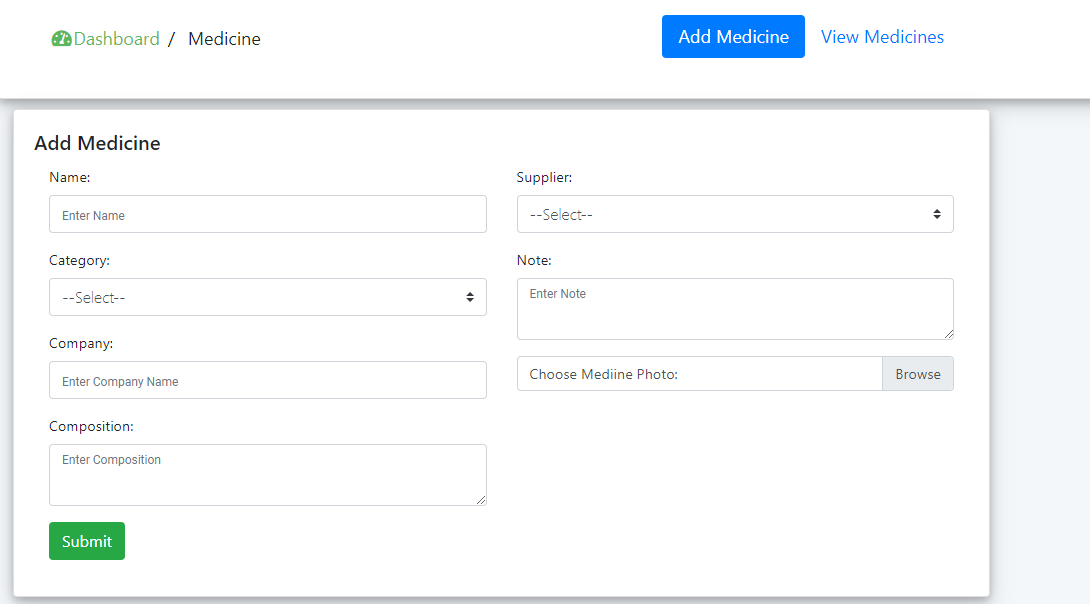 Dashboard / Medicine
Add Medicine
View Medicines
Add Medicine
Name:
Enter Name
Category:
--Select--
Company:
Enter Company Name
Composition:
Enter Composition
Submit
Supplier:
--Select--
Note:
Enter Note
Choose Mediine Photo:
Browse